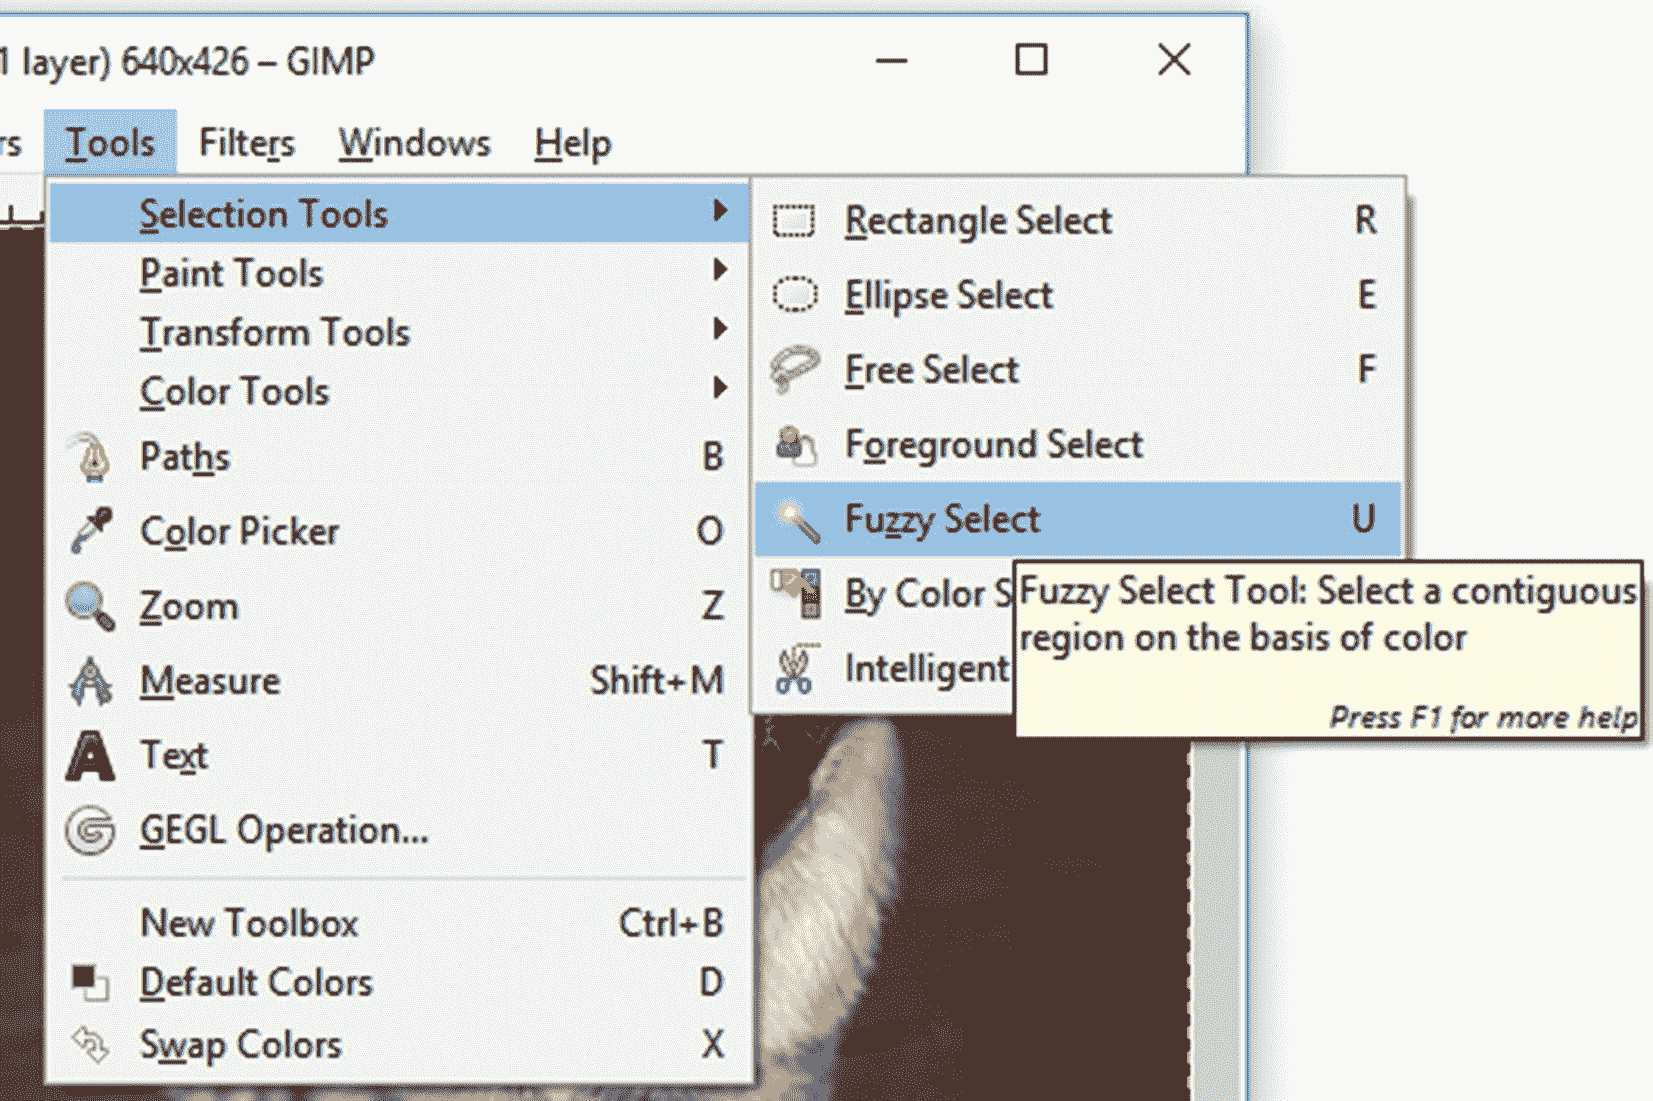 1 layer) 640x426 – GIMP
rs Tools Filters Windows Help
Selection Tools
Paint Tools
Transform Tools
Color Tools
Paths B
Color Picker O
Zoom Z
Measure Shift+M
Text T
GEGL Operation...
New Toolbox Ctrl+B
Default Colors D
Swap Colors X
Rectangle Select R
Ellipse Select E
Free Select F
Foreground Select
Fuzzy Select U
By Color S
Intelligent
Fuzzy Select Tool: Select a contiguous
region on the basis of color
Press F1 for more help